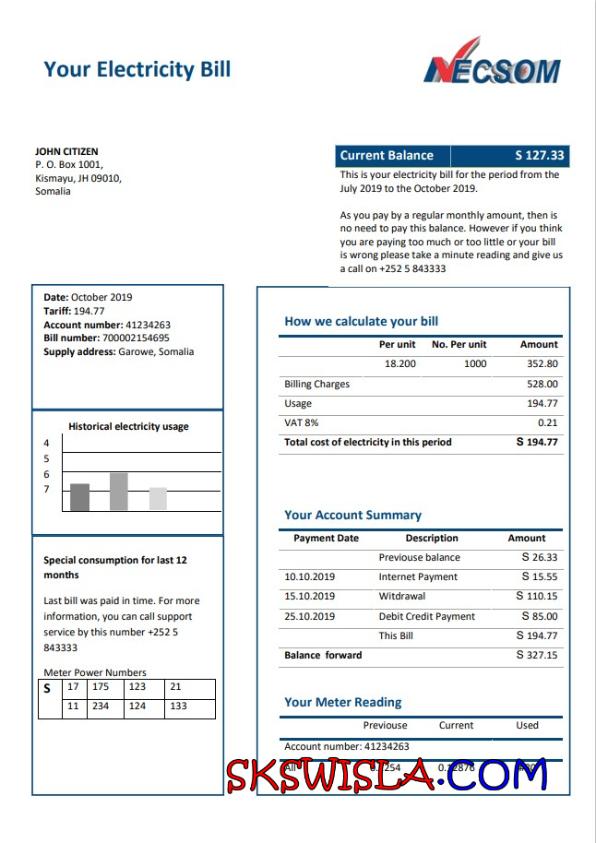 Your Electricity Bill
NECSOM
JOHN CITIZEN
P. O. Box 1001,
Kismayu, JH 09010,
Somalia
Current Balance S 127.33
This is your electricity bill for the period from the
July 2019 to the October 2019.
As you pay by a regular monthly amount, then is
no need to pay this balance. However if you think
you are paying too much or too little or your bill
is wrong please take a minute reading and give us
a call on +252 5 843333
Date: October 2019
Tariff: 194.77
Account number: 41234263
Bill number: 700002154695
Supply address: Garowe, Somalia
Historical electricity usage
4
5
6
7
Special consumption for last 12
months
Last bill was paid in time. For more
information, you can call support
service by this number +252 5
843333
Meter Power Numbers
S 17 175 123 21
11 234 124 133
How we calculate your bill
Per unit No. Per unit Amount
18.200 1000 352.80
Billing Charges 528.00
Usage 194.77
VAT 8% 0.21
Total cost of electricity in this period S 194.77
Your Account Summary
Payment Date Description Amount
Previouse balance S 26.33
10.10.2019 Internet Payment S 15.55
15.10.2019 Witdrawal S 110.15
25.10.2019 Debit Credit Payment S 85.00
This Bill S 194.77
Balance forward S 327.15
Your Meter Reading
Previouse Current Used
Account number: 41234263
SKSWISLA.COM